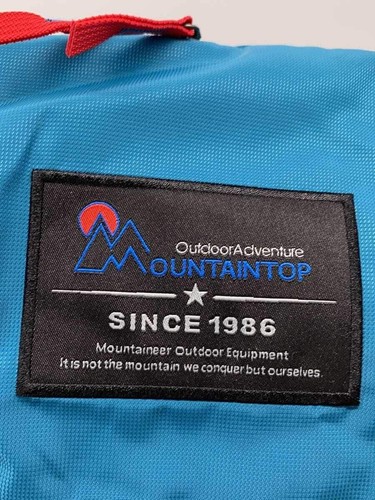 OutdoorAdventure
MOUNTAINTOP
SINCE 1986
Mountaineer Outdoor Equipment
It is not the mountain we conquer but ourselves.